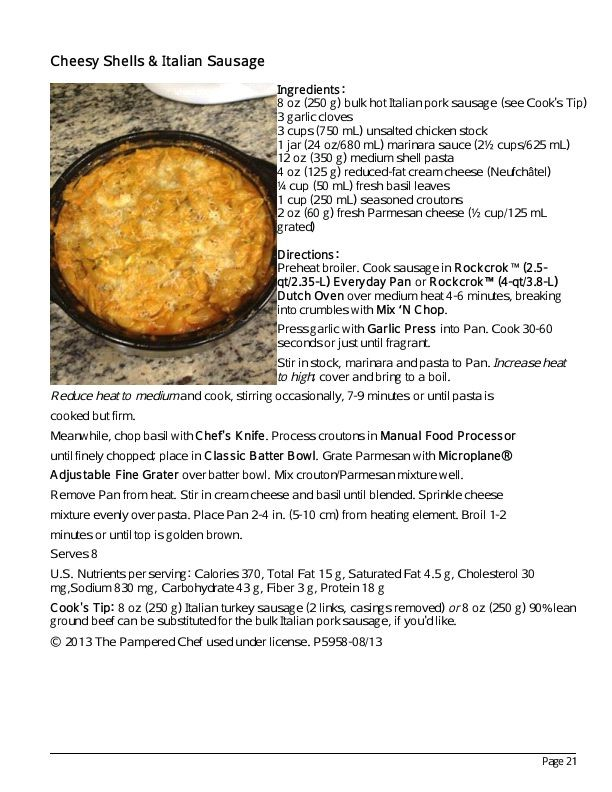 Cheesy Shells & Italian Sausage
Ingredients:
8 oz (250 g) bulk hot Italian pork sausage (see Cook's Tip)
3 garlic cloves
3 cups (750 mL) unsalted chicken stock
1 jar (24 oz/680 mL) marinara sauce (2½ cups/625 mL)
12 oz (350 g) medium shell pasta
4 oz (125 g) reduced-fat cream cheese (Neufchâtel)
¼ cup (50 mL) fresh basil leaves
1 cup (250 mL) seasoned croutons
2 oz (60 g) fresh Parmesan cheese (½ cup/125 mL
grated)
Directions:
Preheat broiler. Cook sausage in Rockcrok™ (2.5-
qt/2.35-L) Everyday Pan or Rockcrok™ (4-qt/3.8-L)
Dutch Oven over medium heat 4-6 minutes, breaking
into crumbles with Mix ‘N Chop.
Press garlic with Garlic Press into Pan. Cook 30-60
seconds or just until fragrant.
Stir in stock, marinara and pasta to Pan. Increase heat
to high; cover and bring to a boil.
Reduce heat to medium and cook, stirring occasionally, 7-9 minutes or until pasta is
cooked but firm.
Meanwhile, chop basil with Chef's Knife. Process croutons in Manual Food Processor
until finely chopped; place in Classic Batter Bowl. Grate Parmesan with Microplane®
Adjustable Fine Grater over batter bowl. Mix crouton/Parmesan mixture well.
Remove Pan from heat. Stir in cream cheese and basil until blended. Sprinkle cheese
mixture evenly over pasta. Place Pan 2-4 in. (5-10 cm) from heating element. Broil 1-2
minutes or until top is golden brown.
Serves 8
U.S. Nutrients per serving: Calories 370, Total Fat 15 g, Saturated Fat 4.5 g, Cholesterol 30
mg,Sodium 830 mg, Carbohydrate 43 g, Fiber 3 g, Protein 18 g
Cook's Tip: 8 oz (250 g) Italian turkey sausage (2 links, casings removed) or 8 oz (250 g) 90% lean
ground beef can be substituted for the bulk Italian pork sausage, if you'd like.
© 2013 The Pampered Chef used under license. P5958-08/13
Page 21